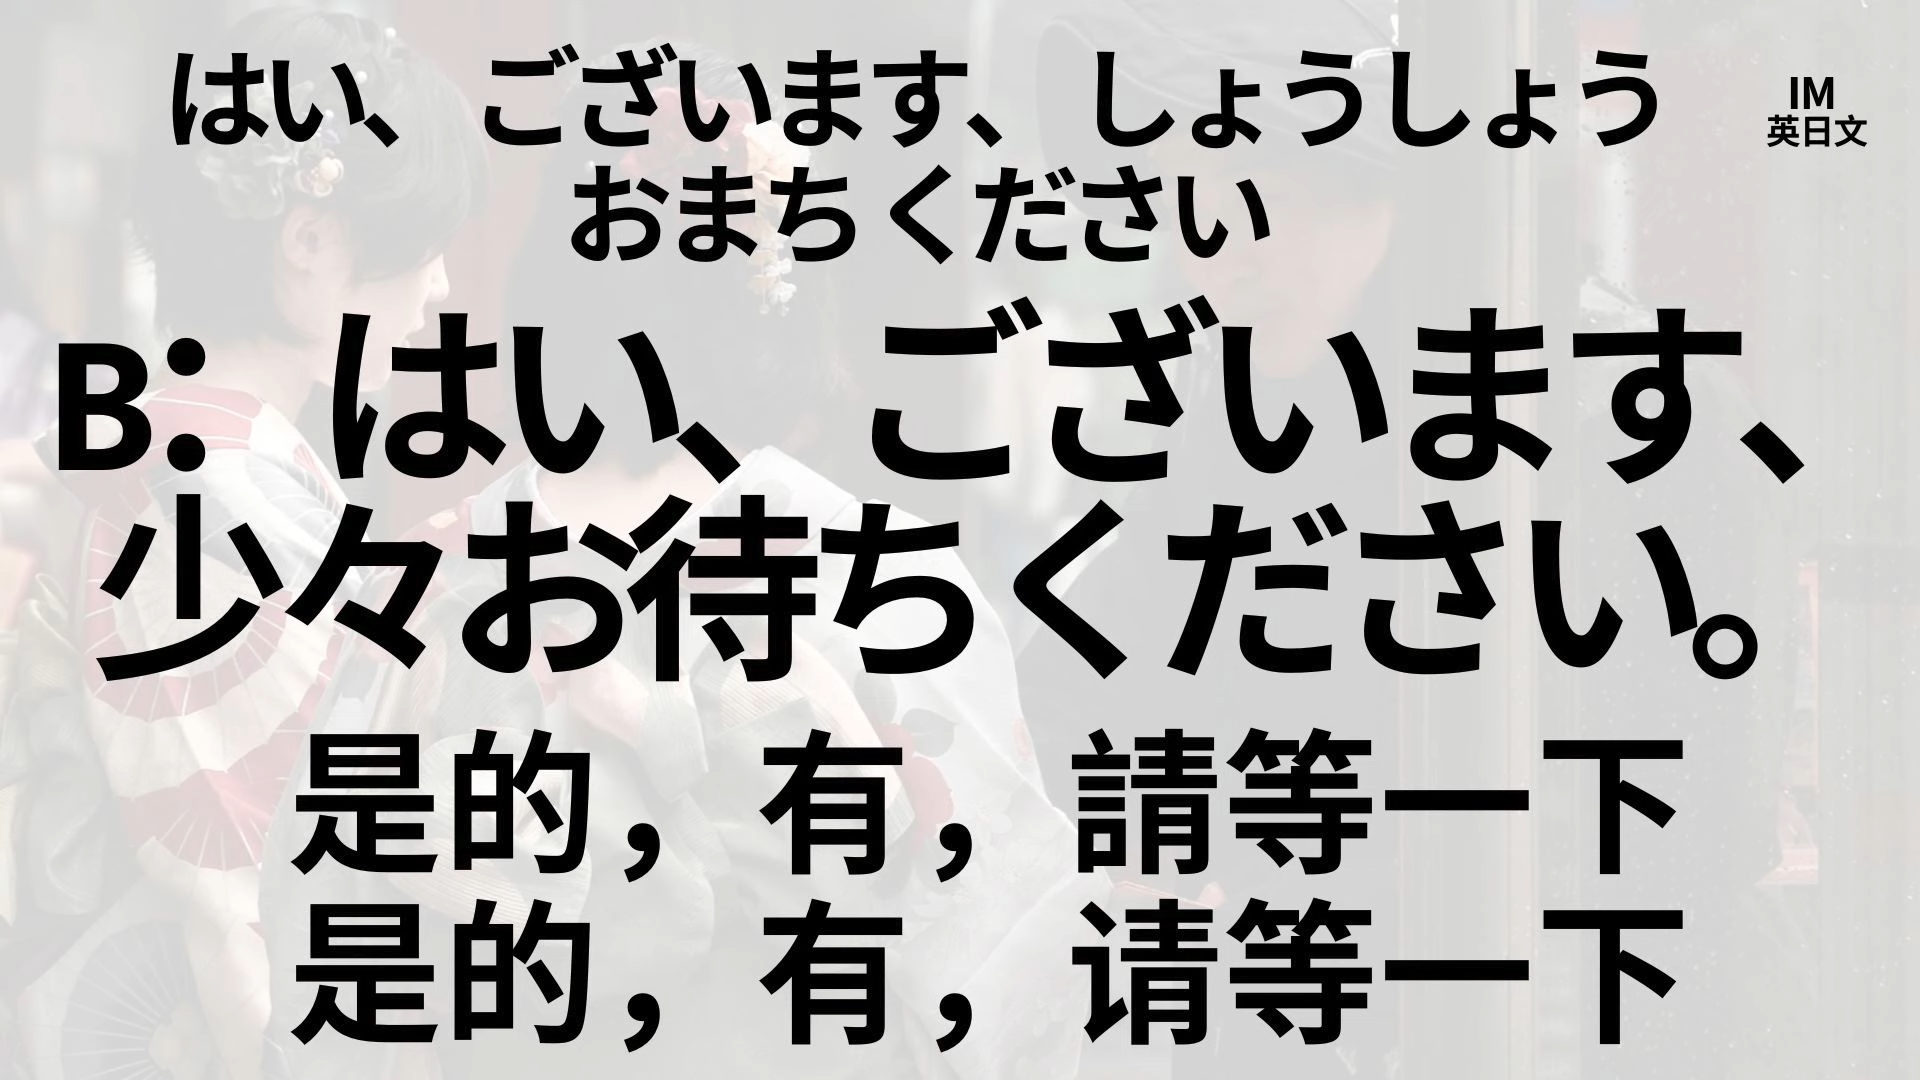 はい、ございます、しょうしょう
おまちください
IM
英日文
B：はい、ございます、
少々お待ちください。
是的，有，請等一下
是的，有，请等一下